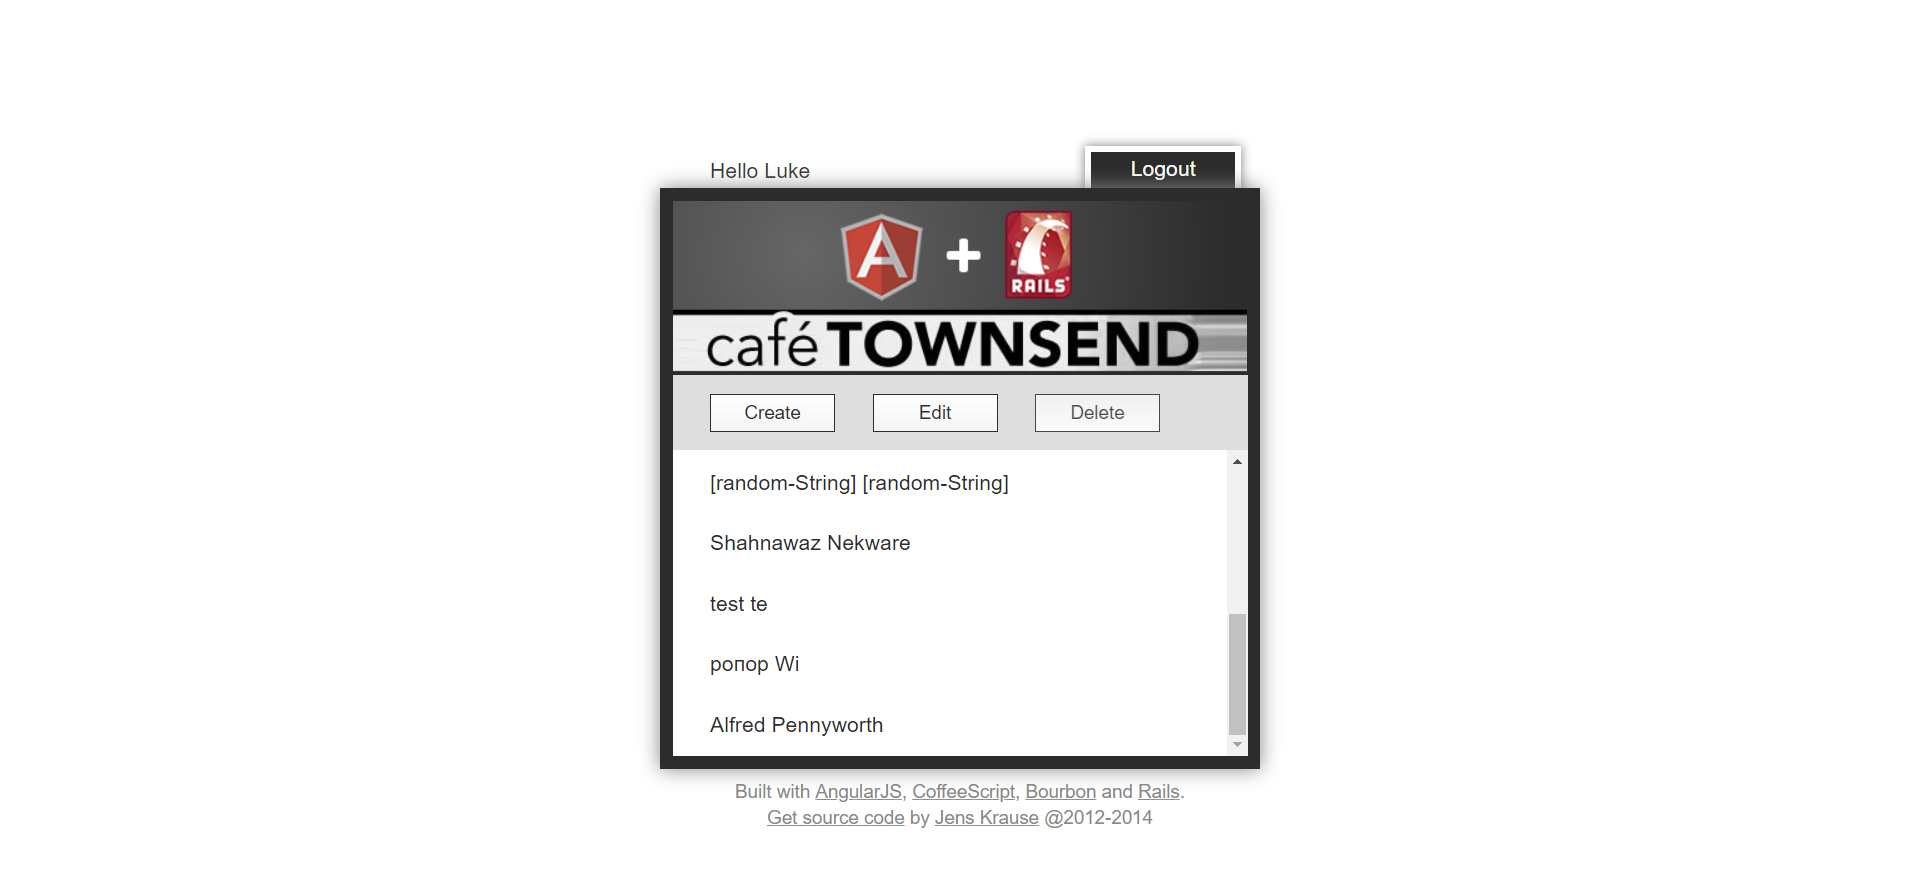 Hello Luke
Logout
RAILS
café TOWNSEND
Create
Edit
Delete
[random-String] [random-String]
Shahnawaz Nekware
test te
ропор Wi
Alfred Pennyworth
Built with AngularJS, CoffeeScript, Bourbon and Rails.
Get source code by Jens Krause @2012-2014